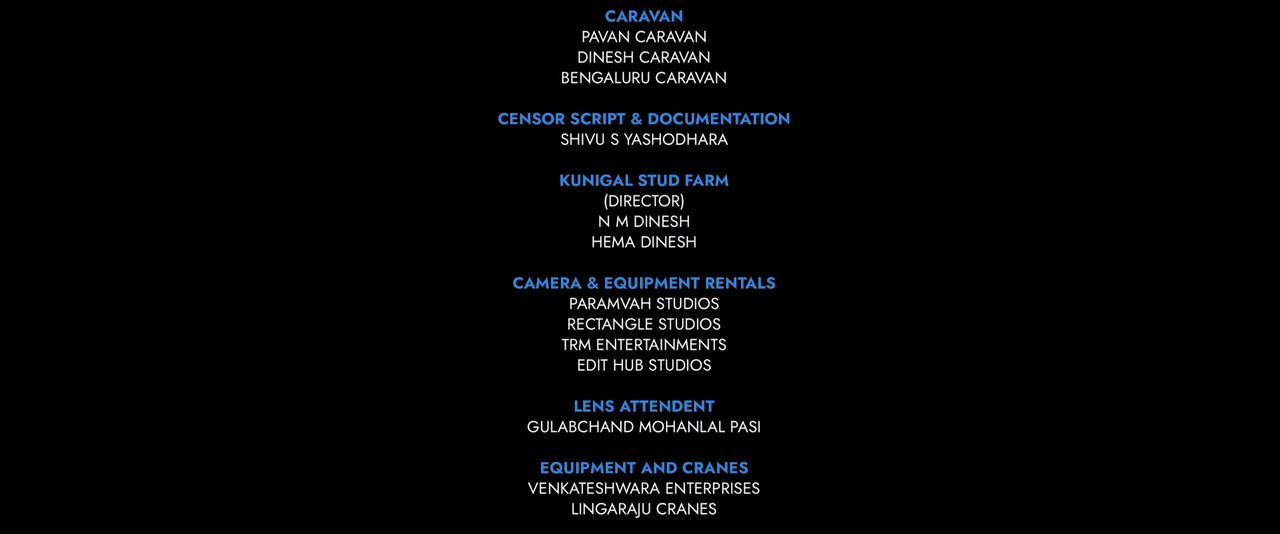 CARAVAN
PAVAN CARAVAN
DINESH CARAVAN
BENGALURU CARAVAN
CENSOR SCRIPT & DOCUMENTATION
SHIVU S YASHODHARA
KUNIGAL STUD FARM
(DIRECTOR)
N M DINESH
HEMA DINESH
CAMERA & EQUIPMENT RENTALS
PARAMVAH STUDIOS
RECTANGLE STUDIOS
TRM ENTERTAINMENTS
EDIT HUB STUDIOS
LENS ATTENDENT
GULABCHAND MOHANLAL PASI
EQUIPMENT AND CRANES
VENKATESHWARA ENTERPRISES
LINGARAJU CRANES